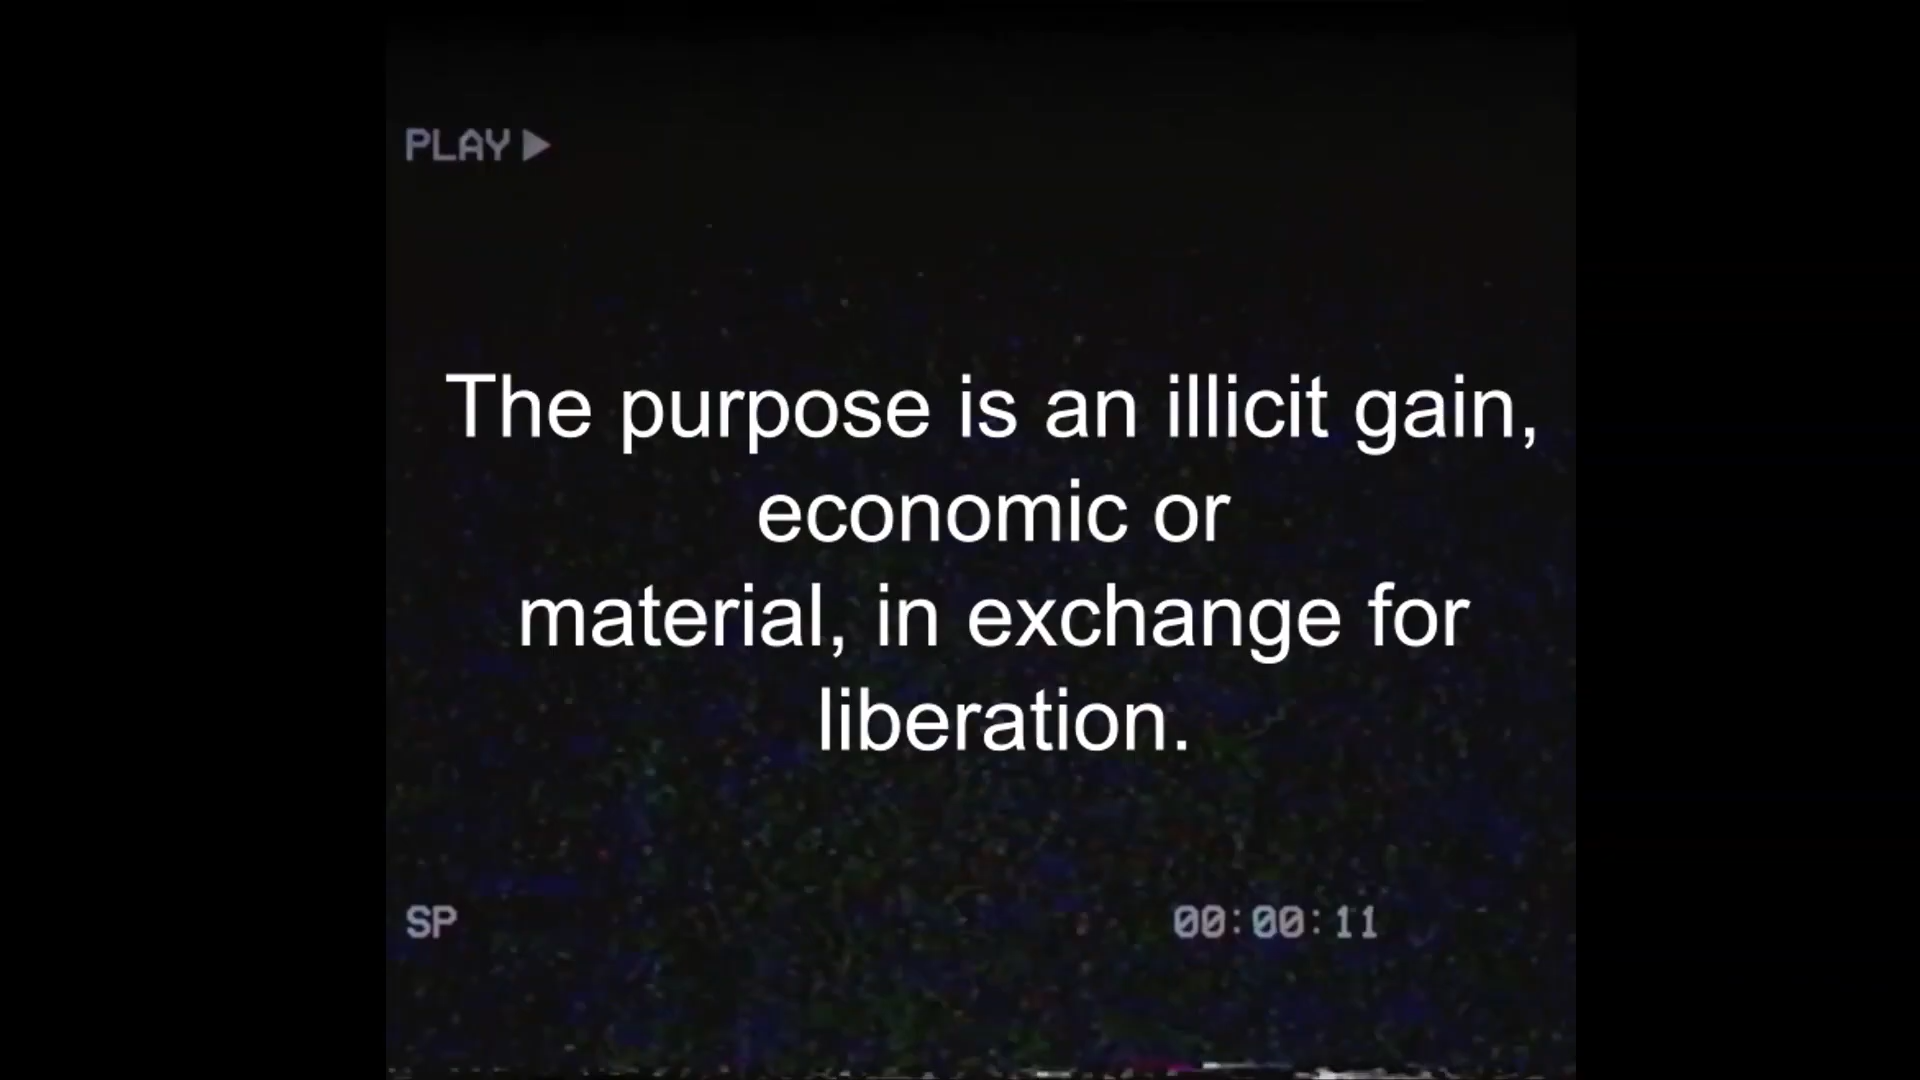 PLAY
The purpose is an illicit gain,
economic or
material, in exchange for
liberation.
SP
00:00:11